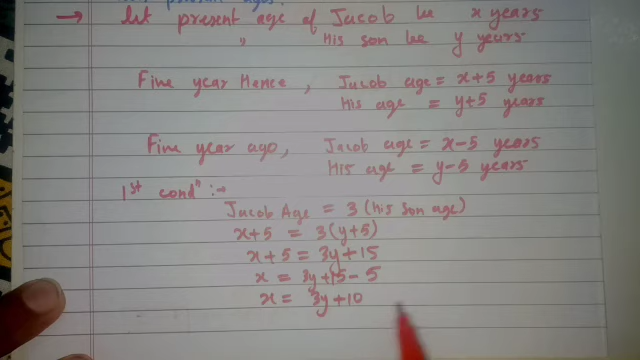 present ages.
→ let present age of Jacob be x years
" His son be y years
Five year Hence, Jacob age = x+5 years
His age = y+5 years
Five year ago, Jacob age = x-5 years
His age = y-5 years
1st condⁿ :-
Jacob Age = 3 (his son age)
x+5 = 3(y+5)
x+5 = 3y+15
x = 3y+15-5
x = 3y+10